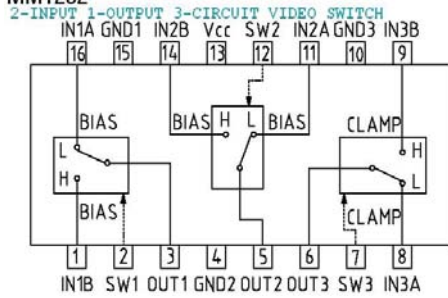 2-INPUT 1-OUTPUT 3-CIRCUIT VIDEO SWITCH
IN1A GND1 IN2B Vcc SW2 IN2A GND3 IN3B
16 15 14 13 12 11 10 9
BIAS BIAS H L BIAS CLAMP
L H
H L
BIAS CLAMP
1 2 3 4 5 6 7 8
IN1B SW1 OUT1 GND2 OUT2 OUT3 SW3 IN3A